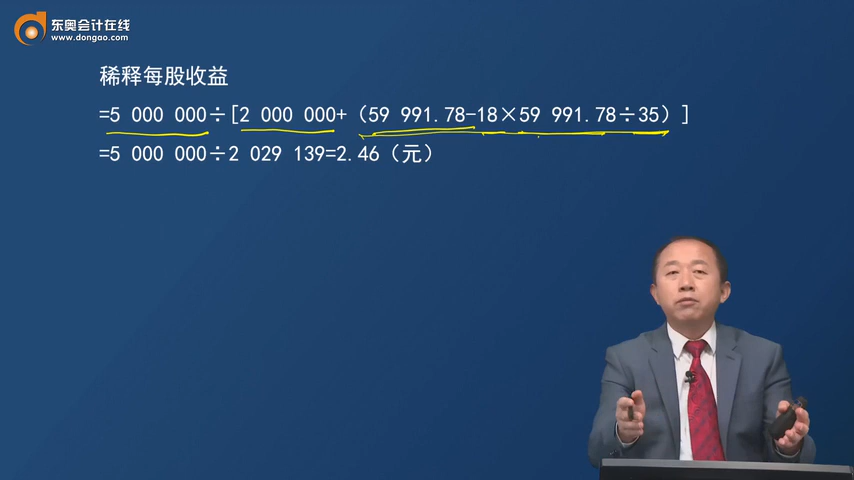 东奥会计在线
www.dongao.com
稀释每股收益
=5 000 000÷[2 000 000+（59 991.78-18×59 991.78÷35）]
=5 000 000÷2 029 139=2.46（元）